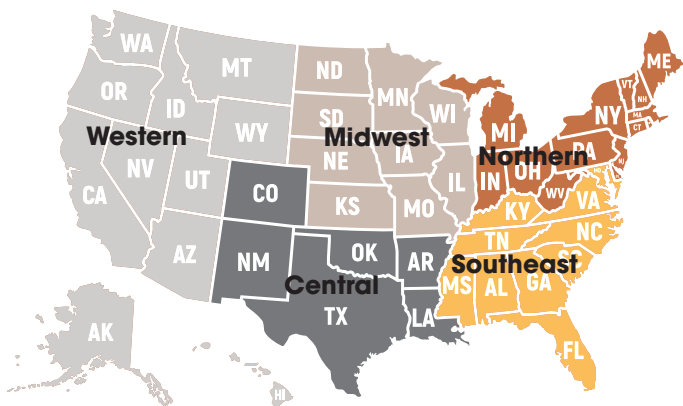 WA
MT
ND
ME
VT
NH
OR
ID
SD
MN
WI
MI
NY
MA
CT
WY
Western
Midwest
Northern
NE
IA
PA
NJ
NV
UT
CO
IL
IN
OH
MD
WV
VA
CA
KS
MO
KY
NC
TN
AZ
NM
OK
AR
Southeast
SC
Central
MS
AL
GA
TX
LA
AK
FL
HI